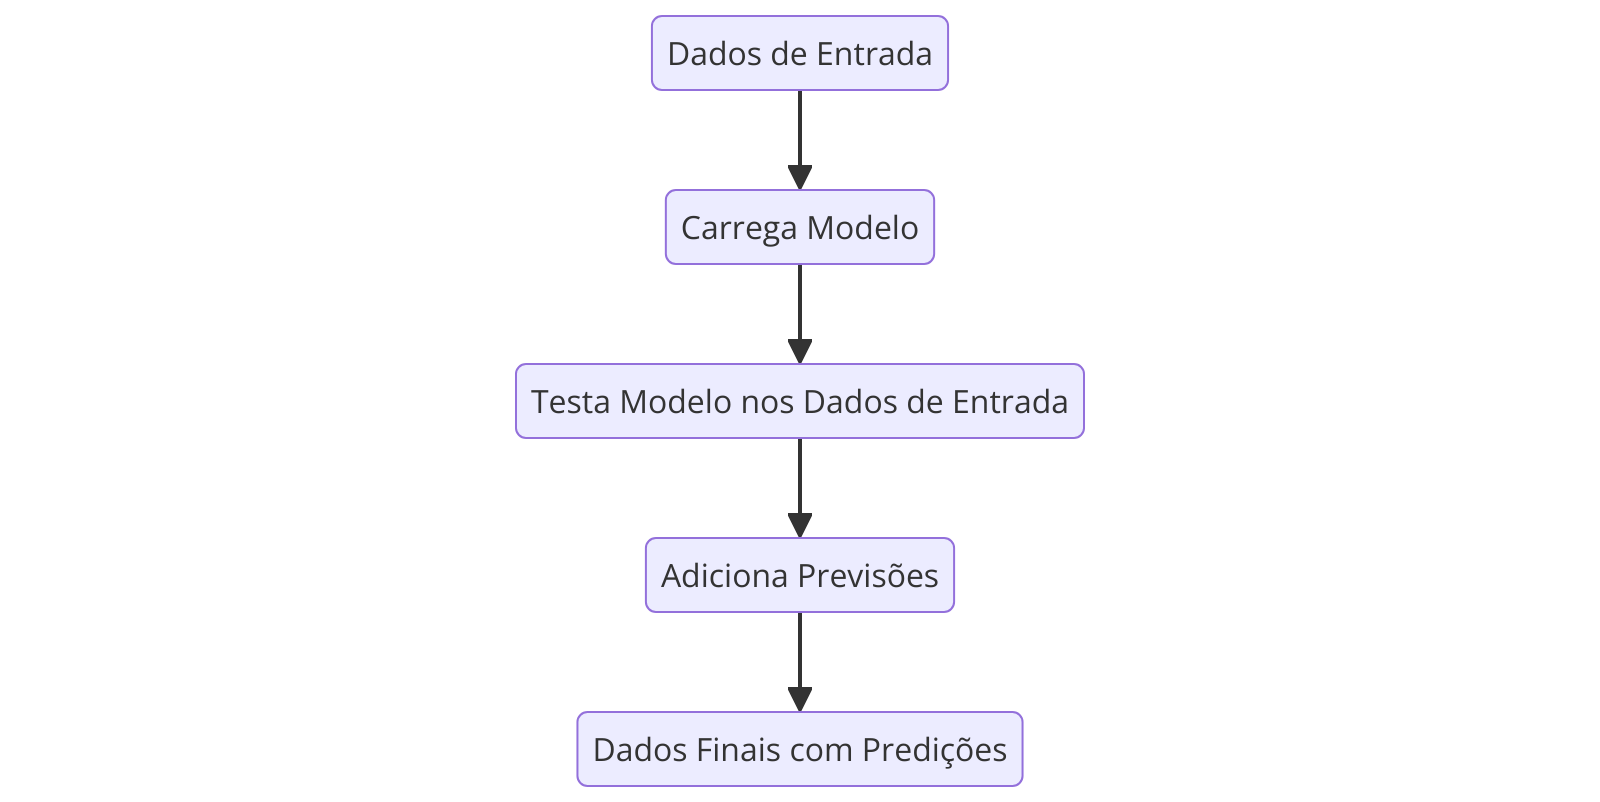 Dados de Entrada
Carrega Modelo
Testa Modelo nos Dados de Entrada
Adiciona Previsões
Dados Finais com Predições